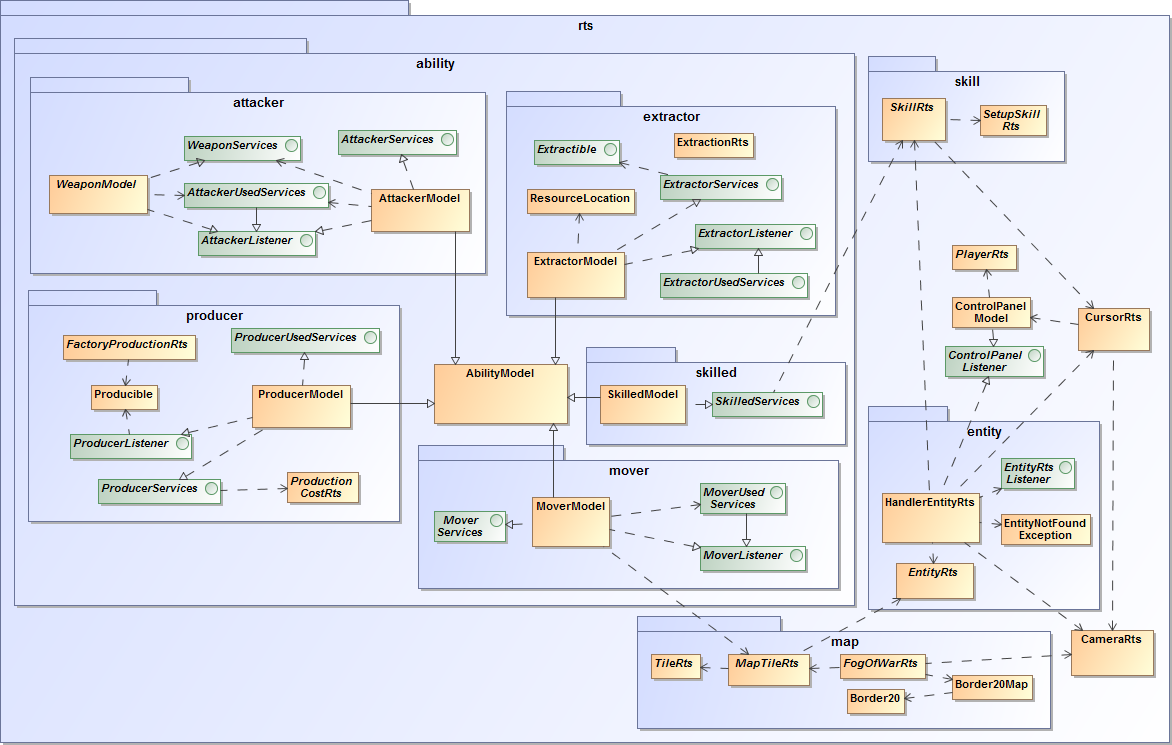 rts
ability
attacker
WeaponServices
AttackerServices
WeaponModel
AttackerUsedServices
AttackerModel
AttackerListener
extractor
Extractible
ExtractionRts
ExtractorServices
ResourceLocation
ExtractorListener
ExtractorModel
ExtractorUsedServices
producer
FactoryProductionRts
ProducerUsedServices
Producible
ProducerModel
ProducerListener
ProducerServices
Production
CostRts
AbilityModel
skilled
SkilledModel
SkilledServices
mover
Mover
Services
MoverModel
MoverUsed
Services
MoverListener
skill
SkillRts
SetupSkill
Rts
PlayerRts
ControlPanel
Model
CursorRts
ControlPanel
Listener
entity
EntityRts
Listener
HandlerEntityRts
EntityNotFound
Exception
EntityRts
map
TileRts
MapTileRts
FogOfWarRts
Border20
Border20Map
CameraRts